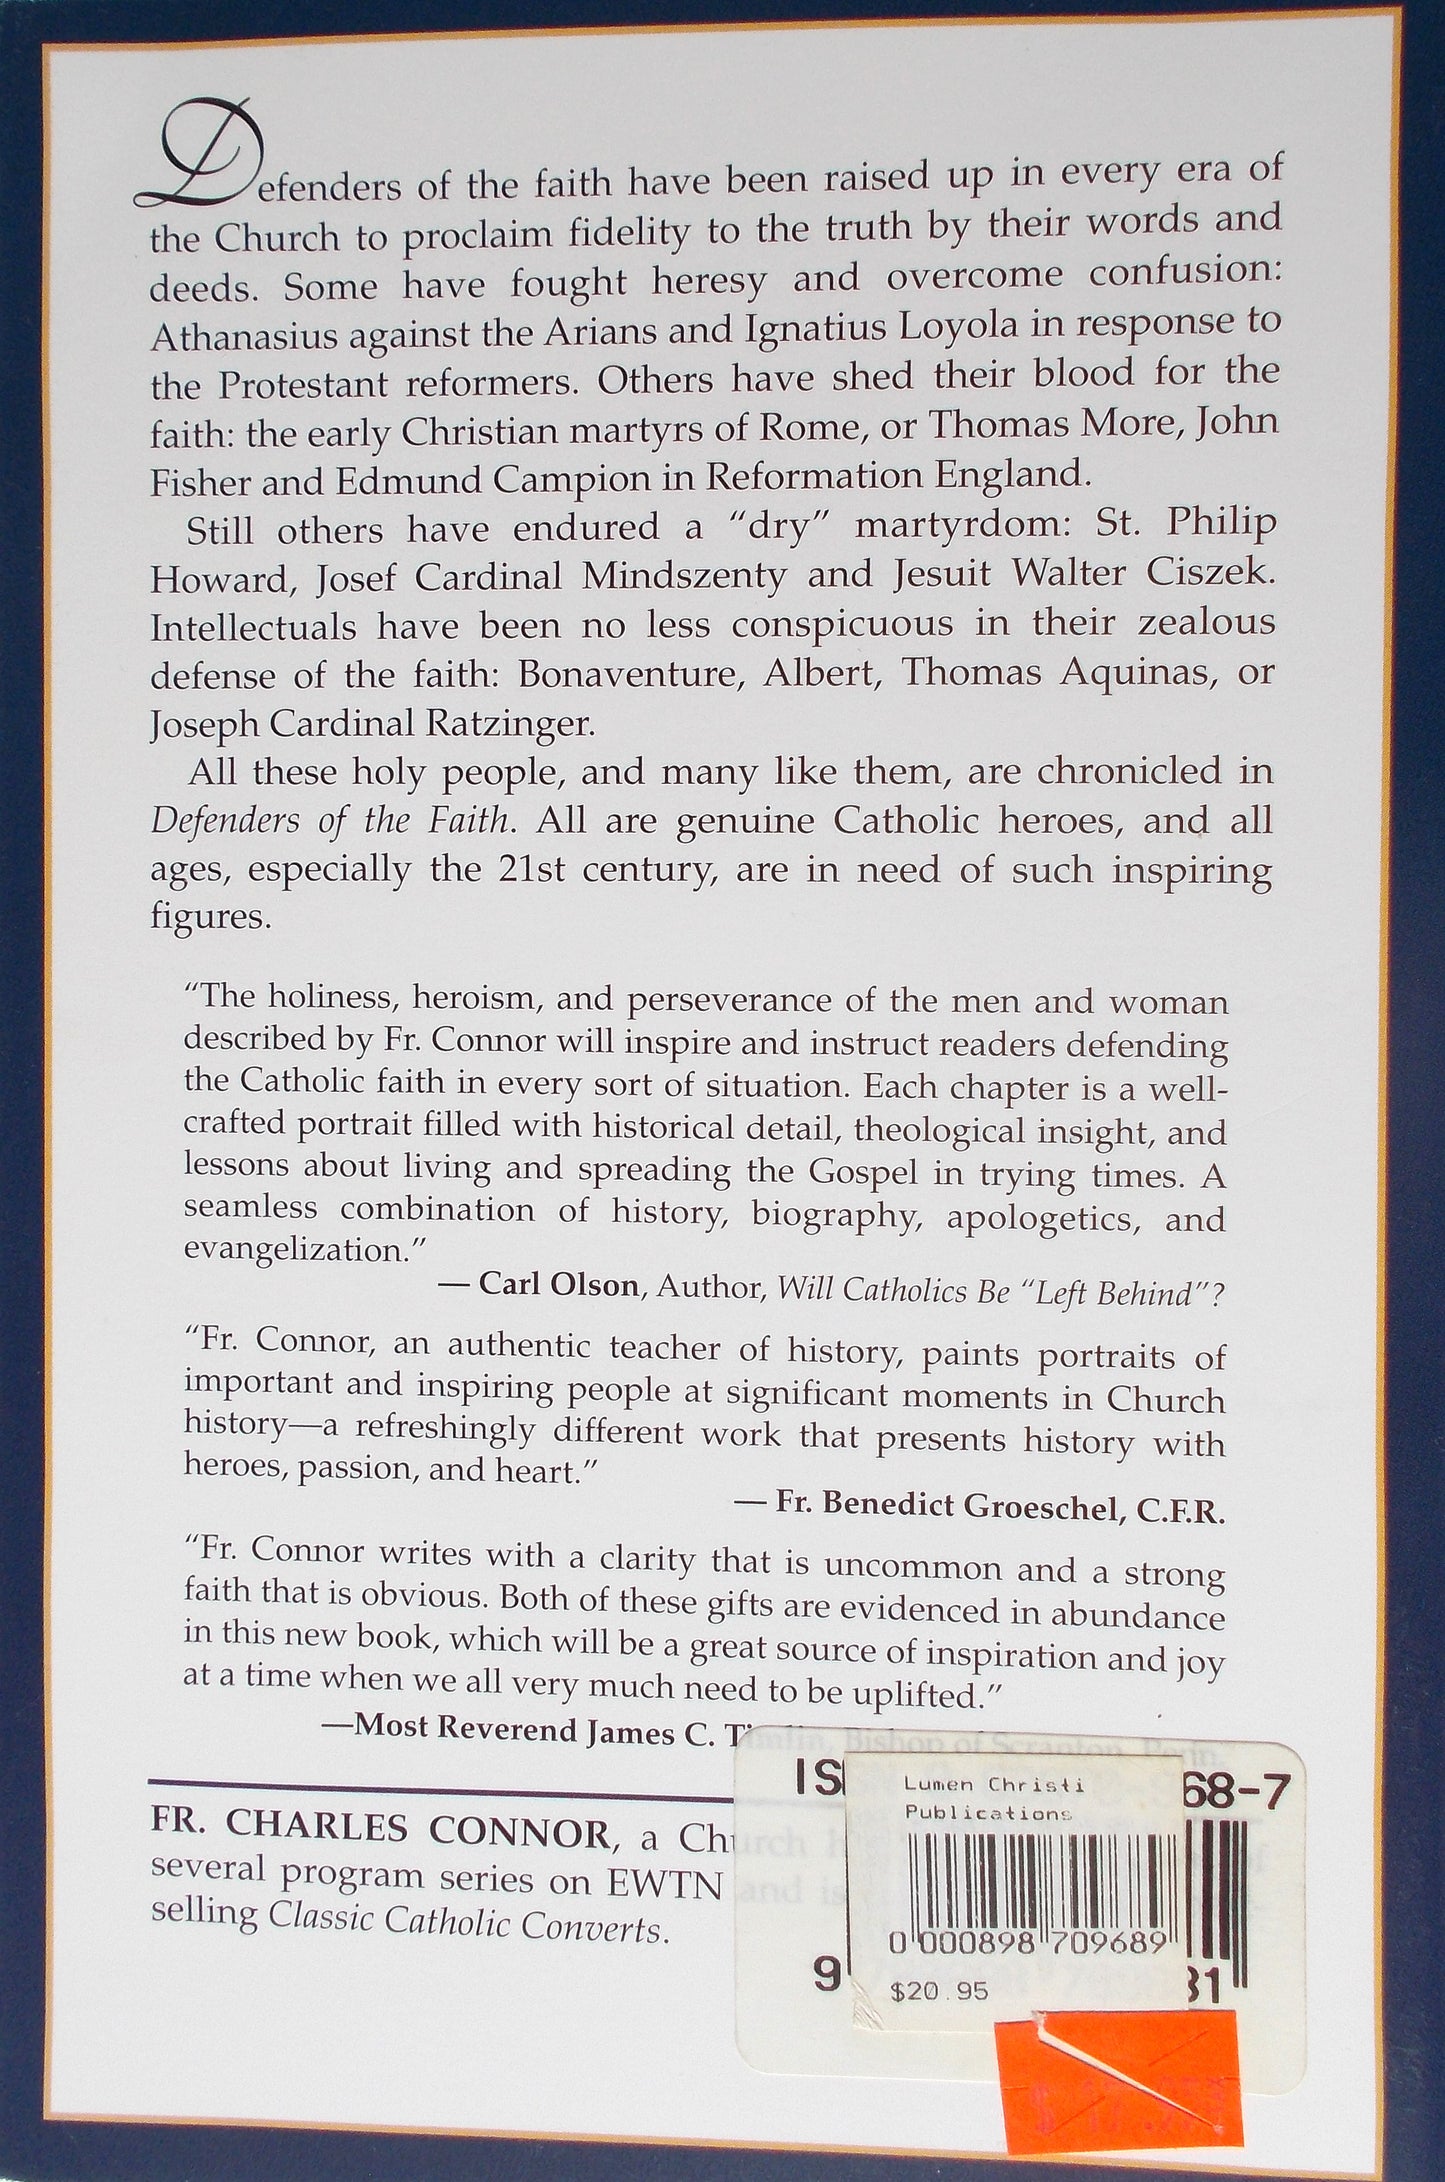 Defenders of the faith have been raised up in every era of
the Church to proclaim fidelity to the truth by their words and
deeds. Some have fought heresy and overcome confusion:
Athanasius against the Arians and Ignatius Loyola in response to
the Protestant reformers. Others have shed their blood for the
faith: the early Christian martyrs of Rome, or Thomas More, John
Fisher and Edmund Campion in Reformation England.
Still others have endured a “dry” martyrdom: St. Philip
Howard, Josef Cardinal Mindszenty and Jesuit Walter Ciszek.
Intellectuals have been no less conspicuous in their zealous
defense of the faith: Bonaventure, Albert, Thomas Aquinas, or
Joseph Cardinal Ratzinger.
All these holy people, and many like them, are chronicled in
Defenders of the Faith. All are genuine Catholic heroes, and all
ages, especially the 21st century, are in need of such inspiring
figures.
“The holiness, heroism, and perseverance of the men and woman
described by Fr. Connor will inspire and instruct readers defending
the Catholic faith in every sort of situation. Each chapter is a well-
crafted portrait filled with historical detail, theological insight, and
lessons about living and spreading the Gospel in trying times. A
seamless combination of history, biography, apologetics, and
evangelization.”
— Carl Olson, Author, Will Catholics Be “Left Behind”?
“Fr. Connor, an authentic teacher of history, paints portraits of
important and inspiring people at significant moments in Church
history—a refreshingly different work that presents history with
heroes, passion, and heart.”
— Fr. Benedict Groeschel, C.F.R.
“Fr. Connor writes with a clarity that is uncommon and a strong
faith that is obvious. Both of these gifts are evidenced in abundance
in this new book, which will be a great source of inspiration and joy
at a time when we all very much need to be uplifted.”
—Most Reverend James C. Timlin, Bishop of Scranton, Penn.
FR. CHARLES CONNOR, a Church
several program series on EWTN and is
selling Classic Catholic Converts.
IS 68-7
Lumen Christi
Publications
0 000898 709689
9 31
$20.95